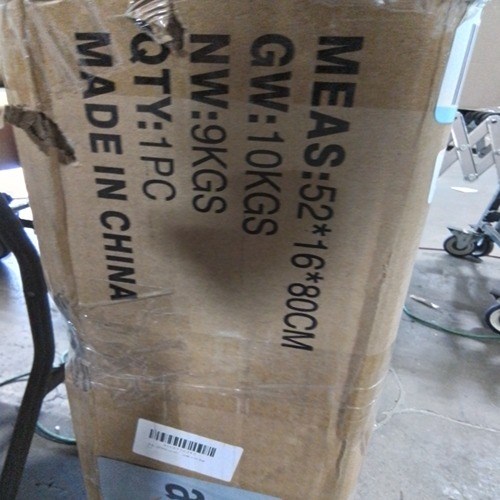 MEAS:52*16*80CM
GW:10KGS
NW:9KGS
QTY:1PC
MADE IN CHINA
a